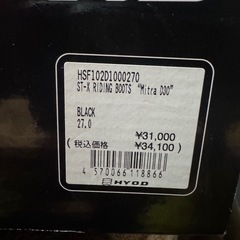 HSF102D1000270
ST-X RIDING BOOTS “Mitra D3O”
BLACK
27.0
¥31,000
(税込価格 ¥34,100)
4 570066 118866
HYOD